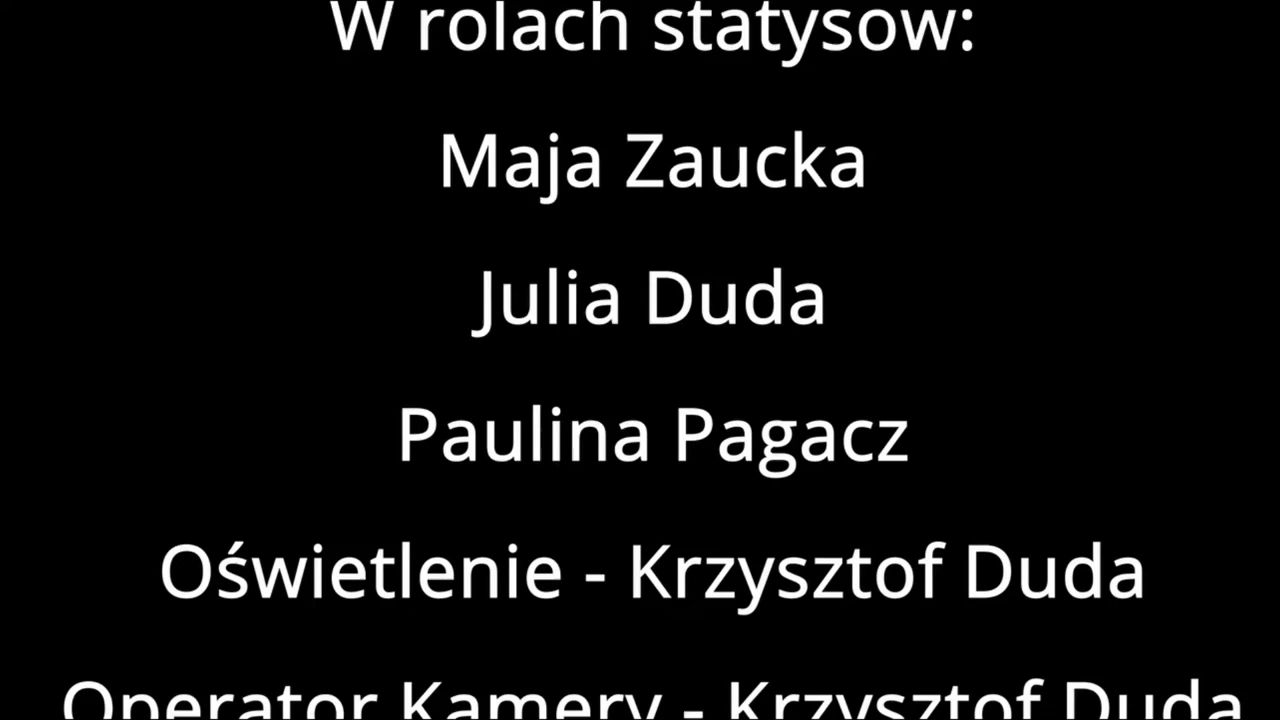 W rolach statysow:
Maja Zaucka
Julia Duda
Paulina Pagacz
Oświetlenie - Krzysztof Duda
Operator Kamery - Krzysztof Duda